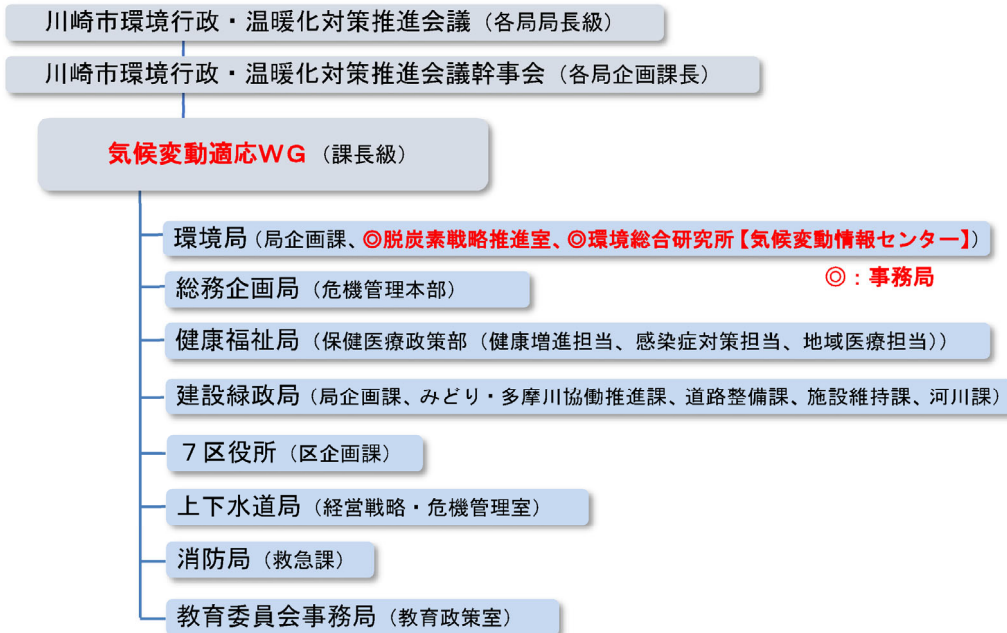 川崎市環境行政・温暖化対策推進会議（各局局長級）
川崎市環境行政・温暖化対策推進会議幹事会（各局企画課長）
気候変動適応ＷＧ（課長級）
環境局（局企画課、◎脱炭素戦略推進室、◎環境総合研究所【気候変動情報センター】）
◎：事務局
総務企画局（危機管理本部）
健康福祉局（保健医療政策部（健康増進担当、感染症対策担当、地域医療担当））
建設緑政局（局企画課、みどり・多摩川協働推進課、道路整備課、施設維持課、河川課）
７区役所（区企画課）
上下水道局（経営戦略・危機管理室）
消防局（救急課）
教育委員会事務局（教育政策室）